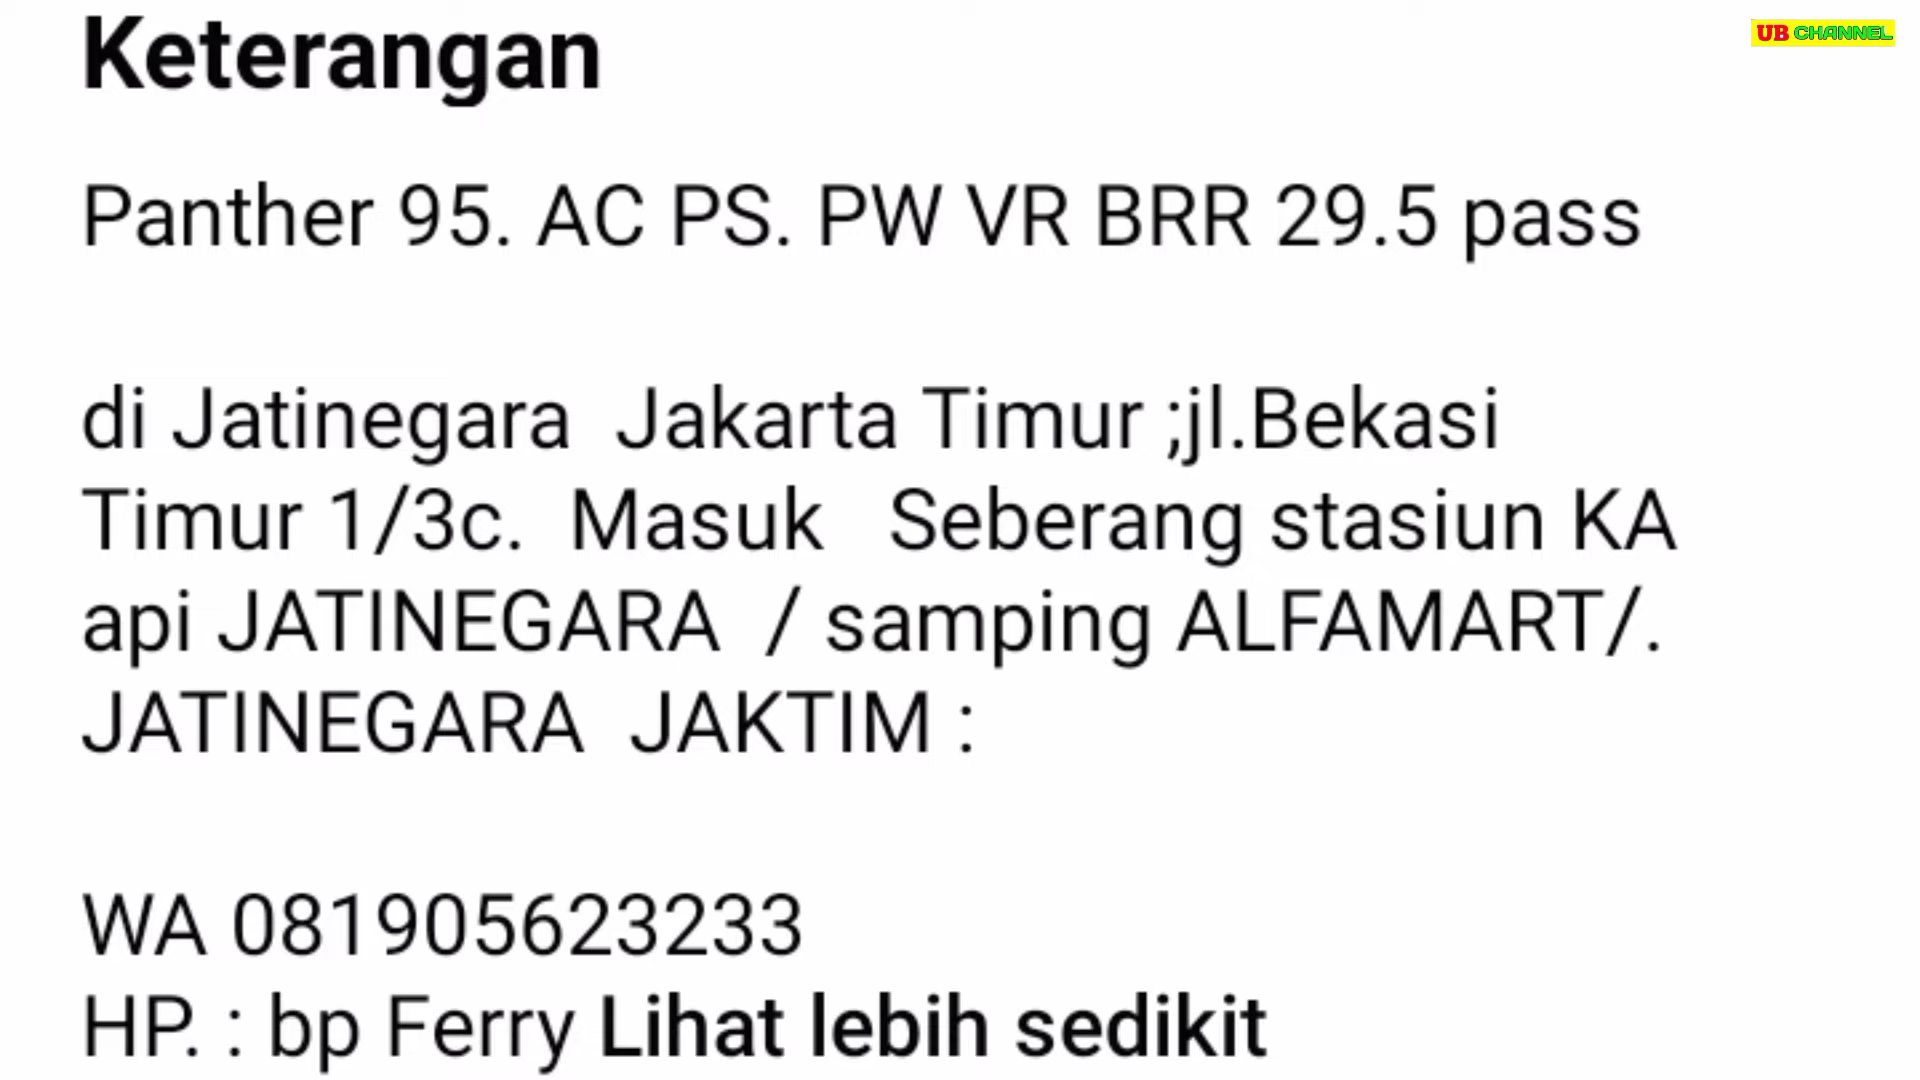 Keterangan
UB CHANNEL
Panther 95. AC PS. PW VR BRR 29.5 pass
di Jatinegara  Jakarta Timur ;jl.Bekasi
Timur 1/3c.  Masuk   Seberang stasiun KA
api JATINEGARA  / samping ALFAMART/.
JATINEGARA  JAKTIM :
WA 081905623233
HP. : bp Ferry Lihat lebih sedikit